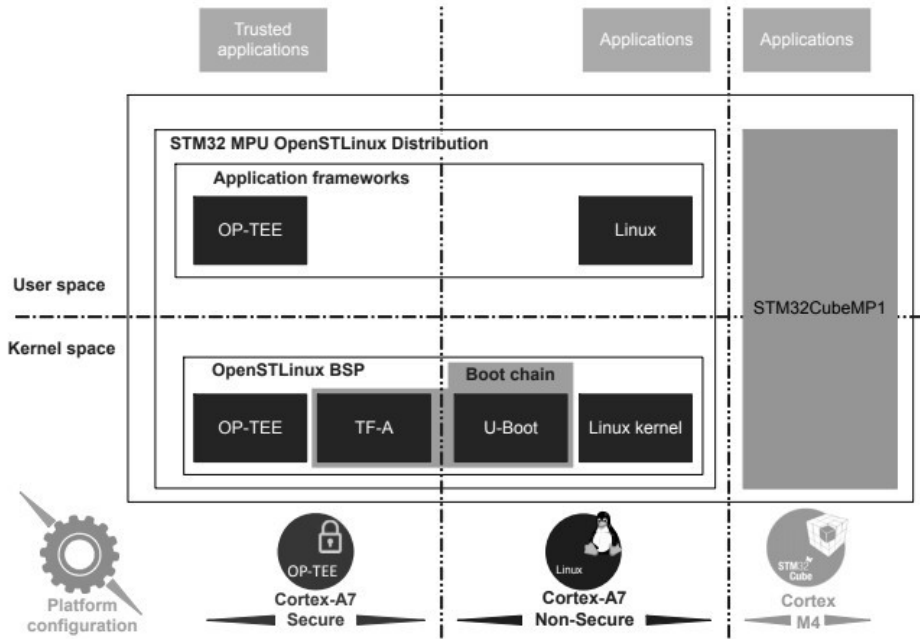 Trusted
applications
Applications
Applications
STM32 MPU OpenSTLinux Distribution
Application frameworks
OP-TEE
Linux
User space
STM32CubeMP1
Kernel space
OpenSTLinux BSP
Boot chain
OP-TEE
TF-A
U-Boot
Linux kernel
OP-TEE
Linux
STM32
Cube
Platform
configuration
Cortex-A7
Secure
Cortex-A7
Non-Secure
Cortex
M4